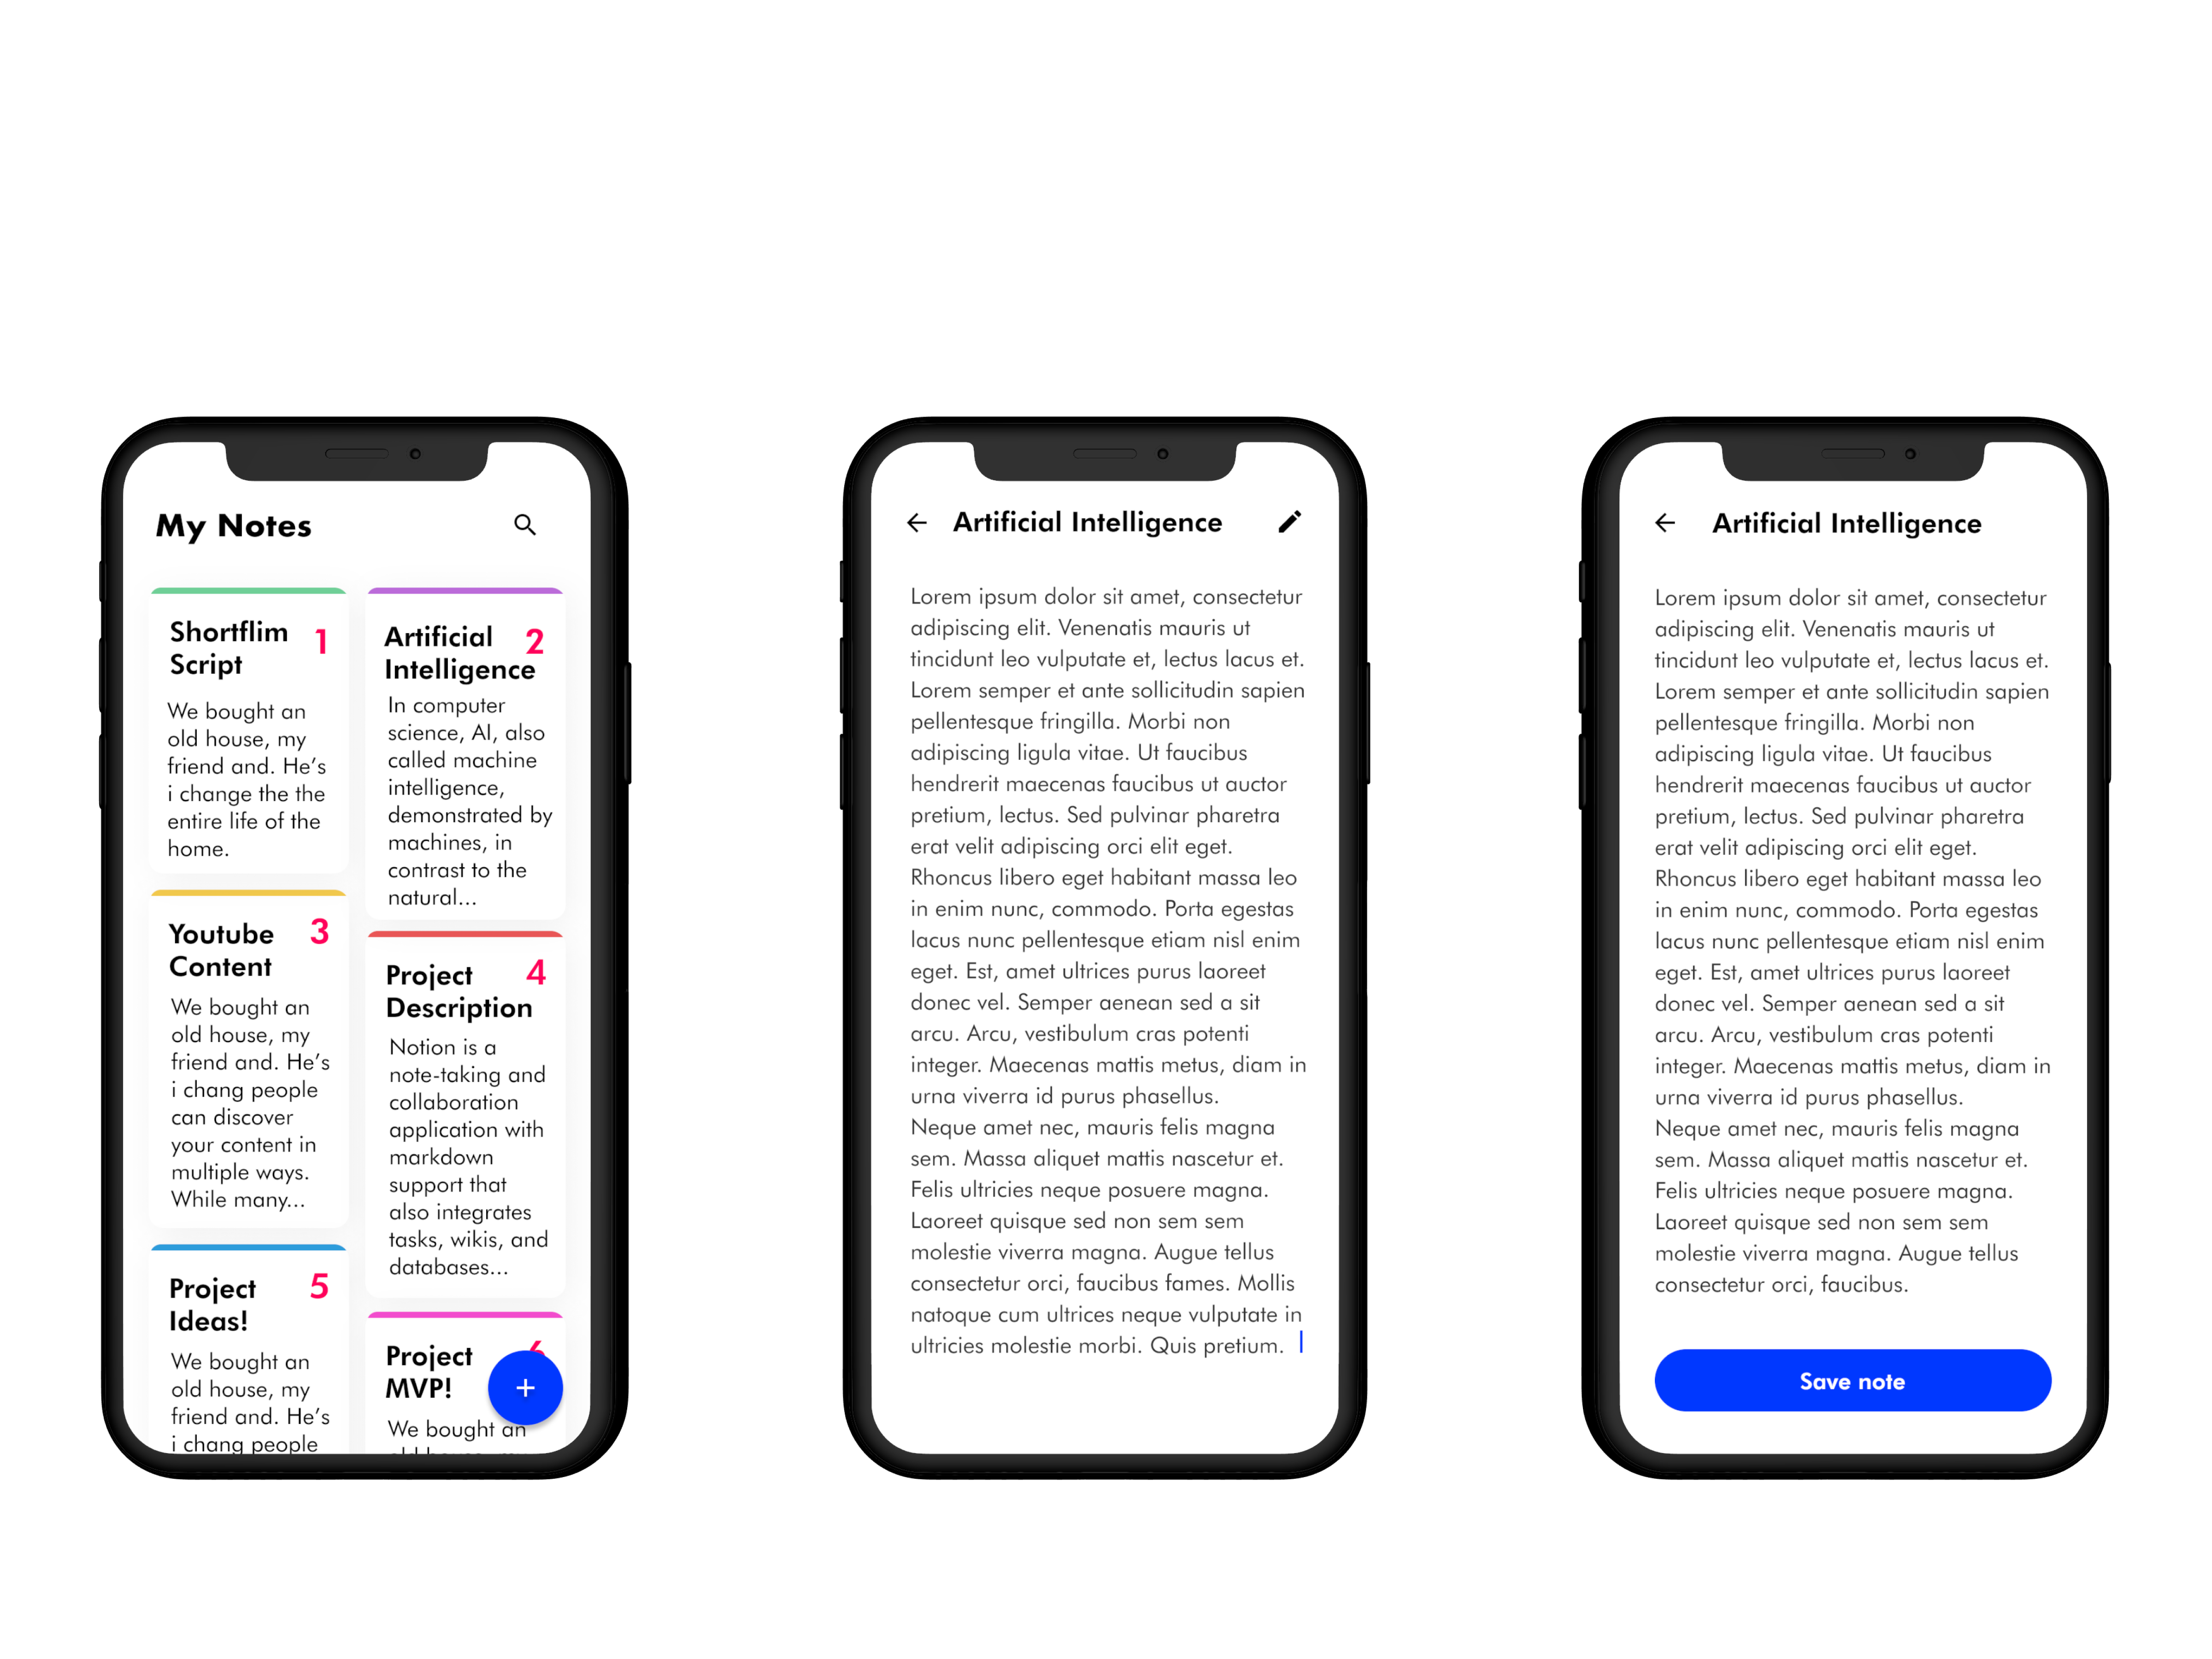 My Notes
Shortflim 1
Script
We bought an
old house, my
friend and. He's
i change the the
entire life of the
home.
Artificial 2
Intelligence
In computer
science, AI, also
called machine
intelligence,
demonstrated by
machines, in
contrast to the
natural...
Youtube 3
Content
We bought an
old house, my
friend and. He's
i chang people
can discover
your content in
multiple ways.
While many...
Project 4
Description
Notion is a
note-taking and
collaboration
application with
markdown
support that
also integrates
tasks, wikis, and
databases...
Project 5
Ideas!
We bought an
old house, my
friend and. He's
i chang people
Project
MVP!
We bought an
Artificial Intelligence
Lorem ipsum dolor sit amet, consectetur
adipiscing elit. Venenatis mauris ut
tincidunt leo vulputate et, lectus lacus et.
Lorem semper et ante sollicitudin sapien
pellentesque fringilla. Morbi non
adipiscing ligula vitae. Ut faucibus
hendrerit maecenas faucibus ut auctor
pretium, lectus. Sed pulvinar pharetra
erat velit adipiscing orci elit eget.
Rhoncus libero eget habitant massa leo
in enim nunc, commodo. Porta egestas
lacus nunc pellentesque etiam nisl enim
eget. Est, amet ultrices purus laoreet
donec vel. Semper aenean sed a sit
arcu. Arcu, vestibulum cras potenti
integer. Maecenas mattis metus, diam in
urna viverra id purus phasellus.
Neque amet nec, mauris felis magna
sem. Massa aliquet mattis nascetur et.
Felis ultricies neque posuere magna.
Laoreet quisque sed non sem sem
molestie viverra magna. Augue tellus
consectetur orci, faucibus fames. Mollis
natoque cum ultrices neque vulputate in
ultricies molestie morbi. Quis pretium.
Artificial Intelligence
Lorem ipsum dolor sit amet, consectetur
adipiscing elit. Venenatis mauris ut
tincidunt leo vulputate et, lectus lacus et.
Lorem semper et ante sollicitudin sapien
pellentesque fringilla. Morbi non
adipiscing ligula vitae. Ut faucibus
hendrerit maecenas faucibus ut auctor
pretium, lectus. Sed pulvinar pharetra
erat velit adipiscing orci elit eget.
Rhoncus libero eget habitant massa leo
in enim nunc, commodo. Porta egestas
lacus nunc pellentesque etiam nisl enim
eget. Est, amet ultrices purus laoreet
donec vel. Semper aenean sed a sit
arcu. Arcu, vestibulum cras potenti
integer. Maecenas mattis metus, diam in
urna viverra id purus phasellus.
Neque amet nec, mauris felis magna
sem. Massa aliquet mattis nascetur et.
Felis ultricies neque posuere magna.
Laoreet quisque sed non sem sem
molestie viverra magna. Augue tellus
consectetur orci, faucibus.
Save note